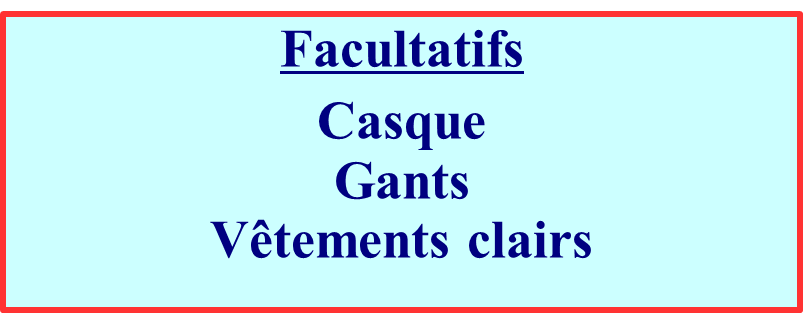 Facultatifs
Casque
Gants
Vêtements clairs